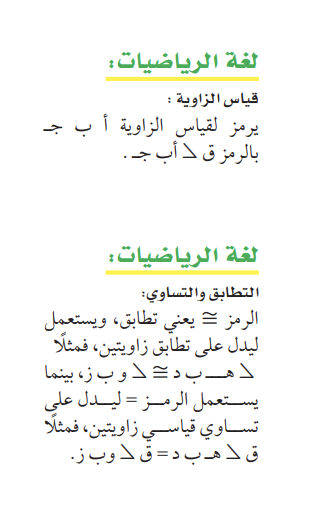 لغة الرياضيات:
قياس الزاوية :
يرمز لقياس الزاوية أ ب جـ
بالرمز ق ∠ أب جـ .
لغة الرياضيات:
التطابق والتساوي:
الرمز ≅ يعني تطابق، ويستعمل
ليدل على تطابق زاويتين، فمثلًا
∠ هـ ب د ≅ ∠ و ب ز، بينما
يستعمل الرمز = ليدل على
تساوي قياسي زاويتين، فمثلًا
ق ∠ هـ ب د = ق ∠ وب ز.